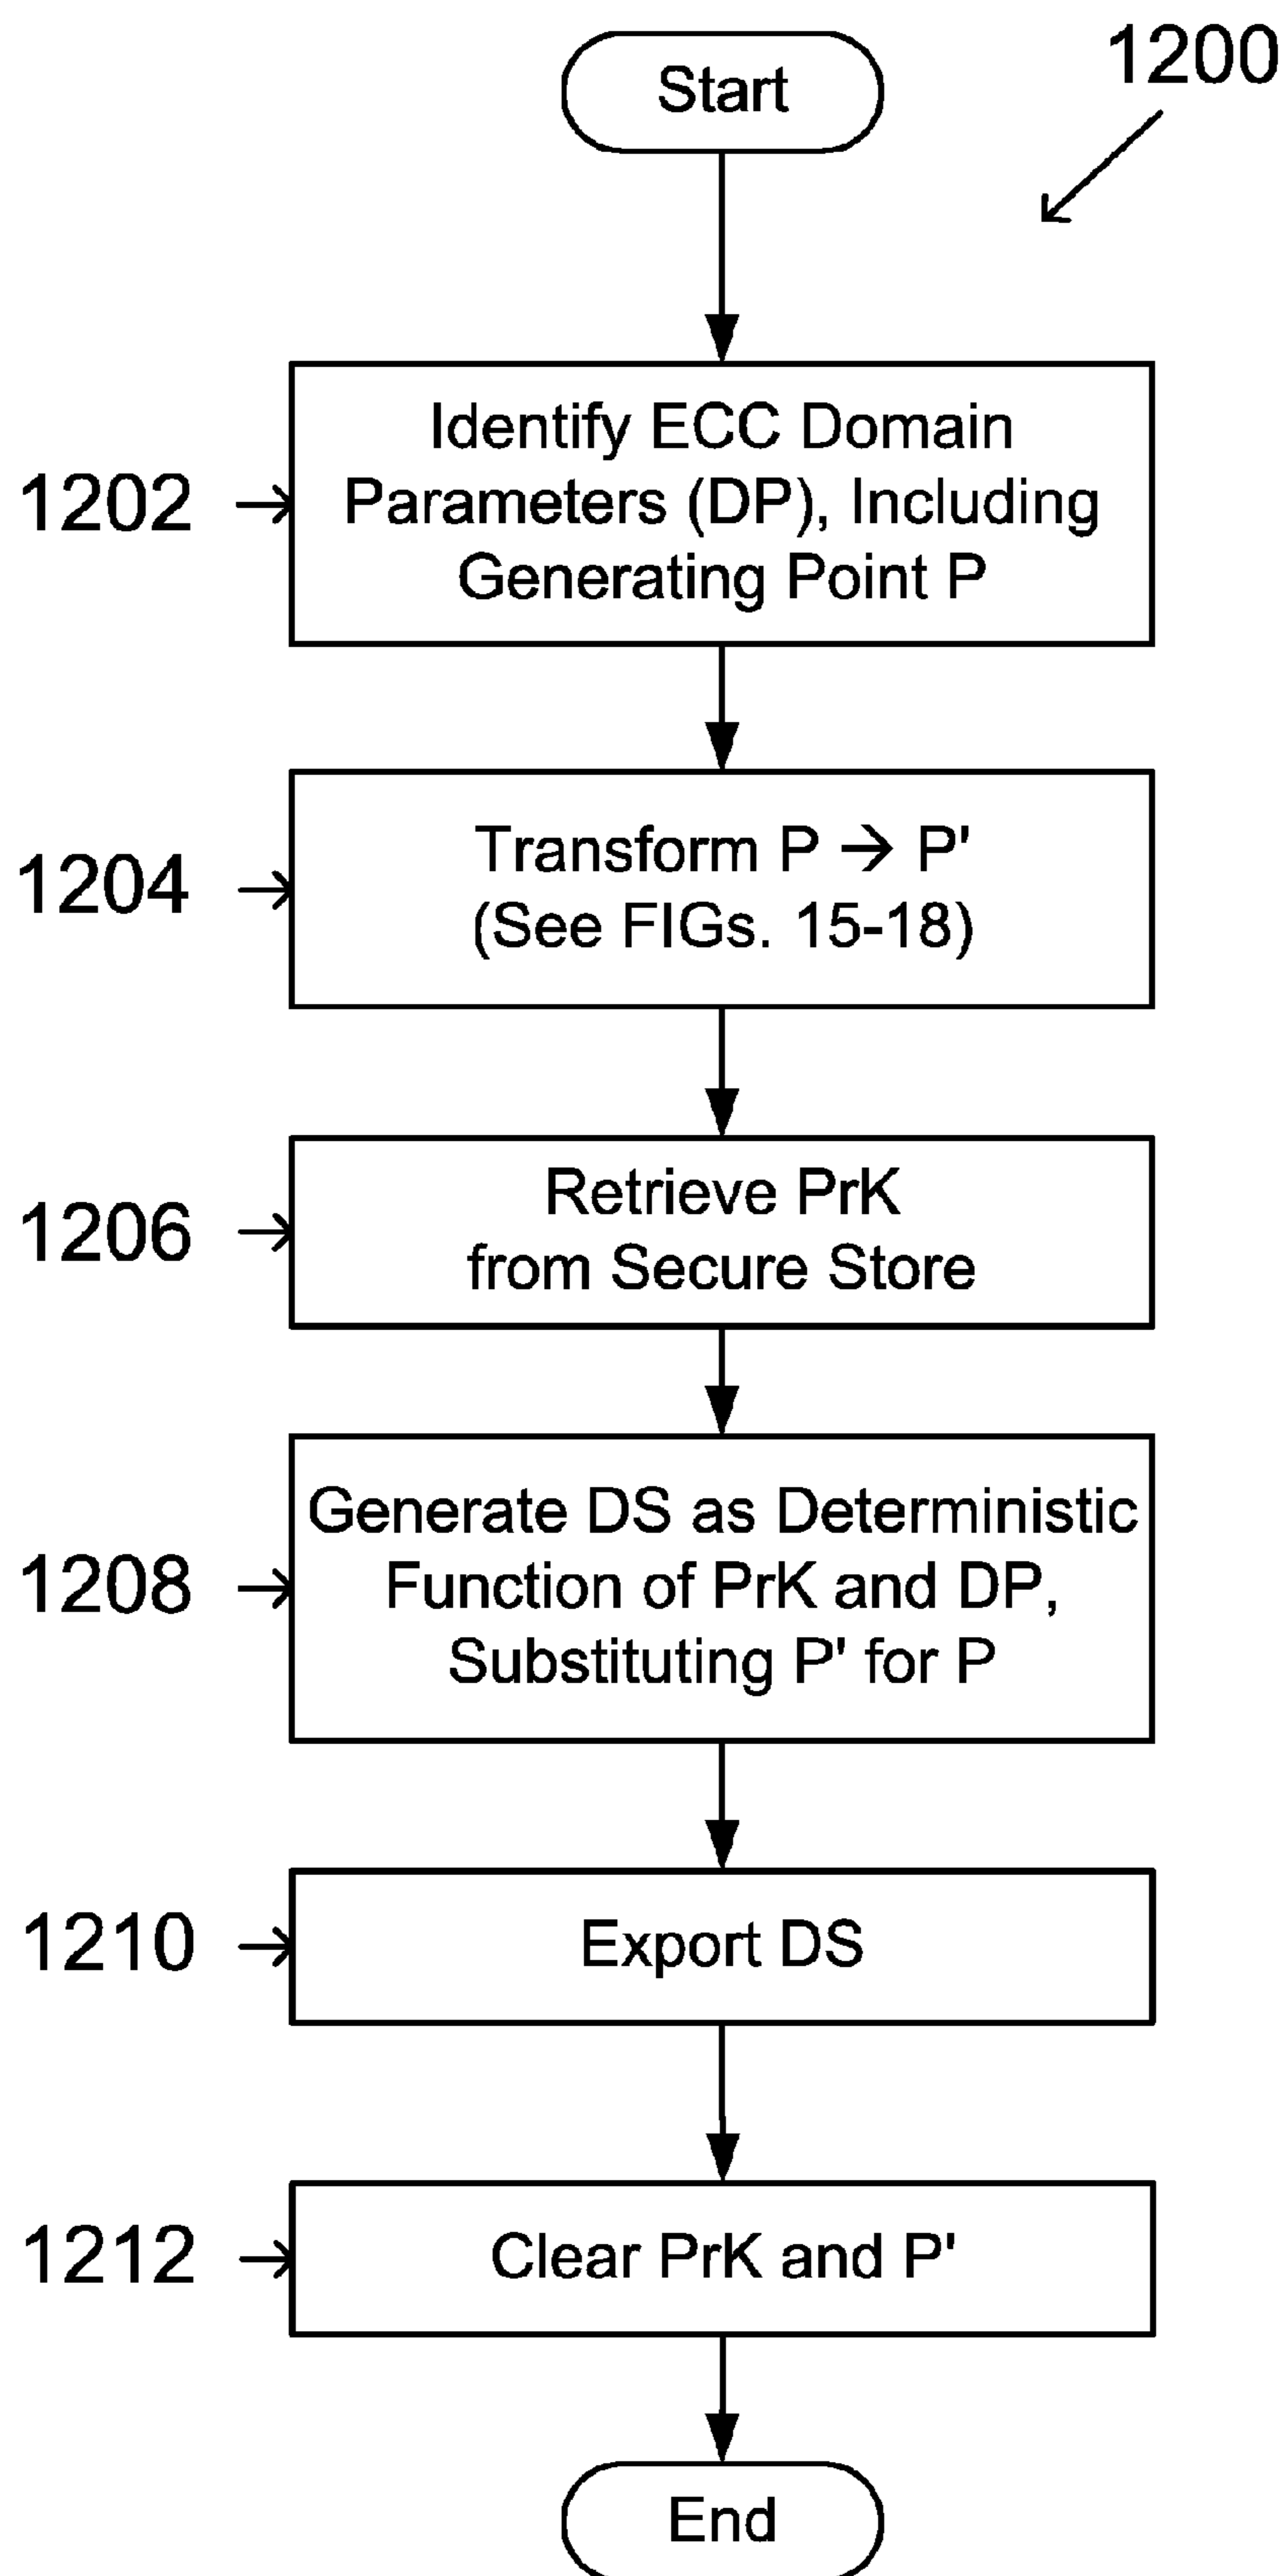 Start
1200
1202
Identify ECC Domain
Parameters (DP), Including
Generating Point P
1204
Transform P → P'
(See FIGs. 15-18)
1206
Retrieve PrK
from Secure Store
1208
Generate DS as Deterministic
Function of PrK and DP,
Substituting P' for P
1210
Export DS
1212
Clear PrK and P'
End